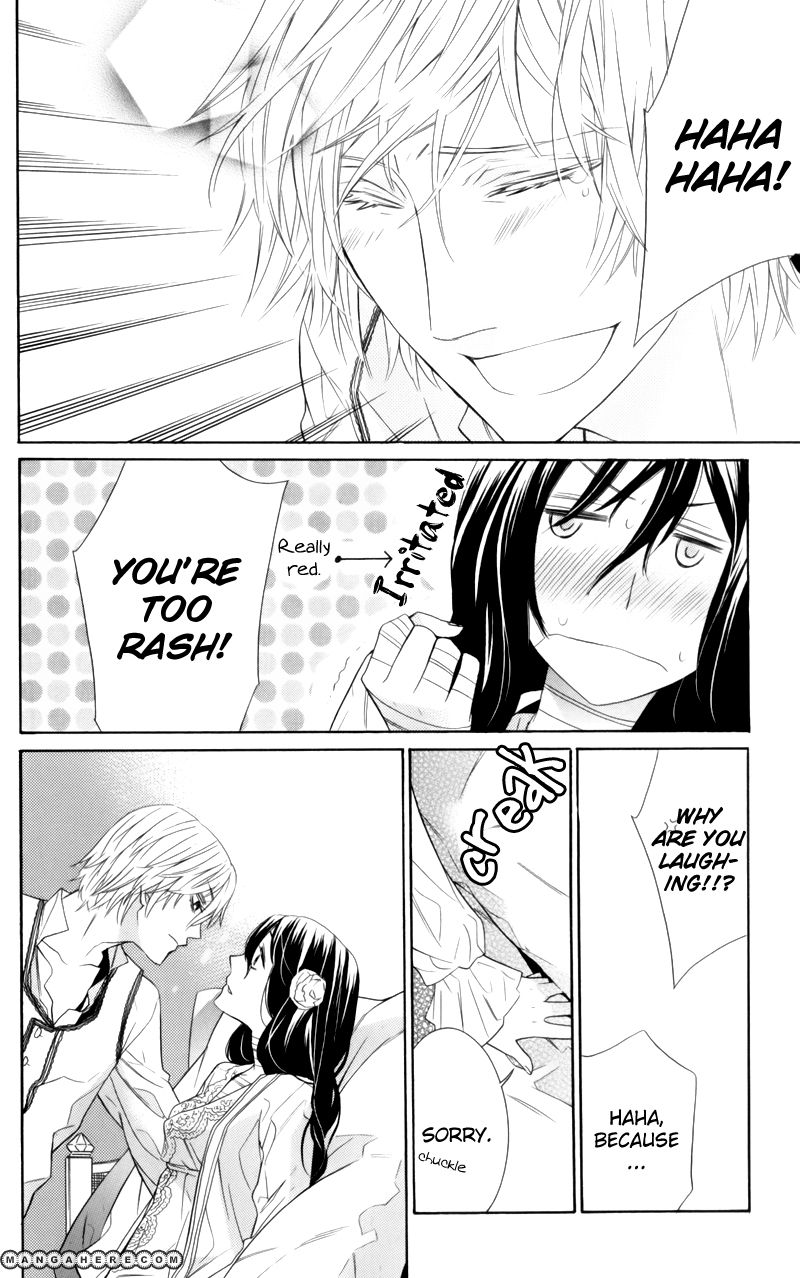 HAHA
HAHA!
Irritated
Really
red.
YOU'RE
TOO
RASH!
WHY
ARE YOU
LAUGH-
ING!!?
HAHA,
BECAUSE
...
creak
SORRY.
chuckle
MANGAHERE.COM